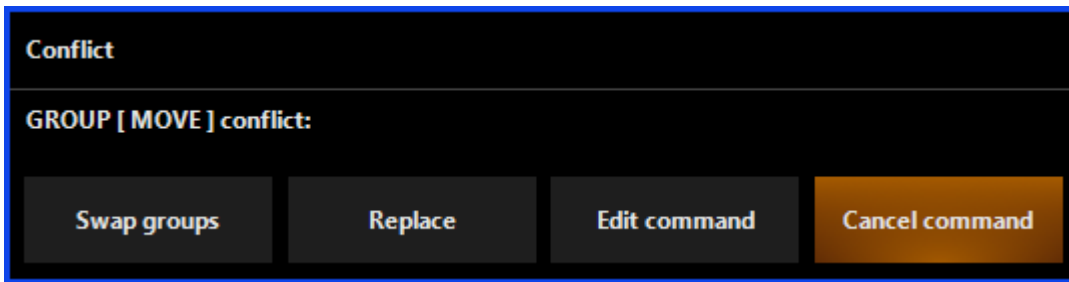 Conflict
GROUP [ MOVE ] conflict:
Swap groups Replace Edit command Cancel command